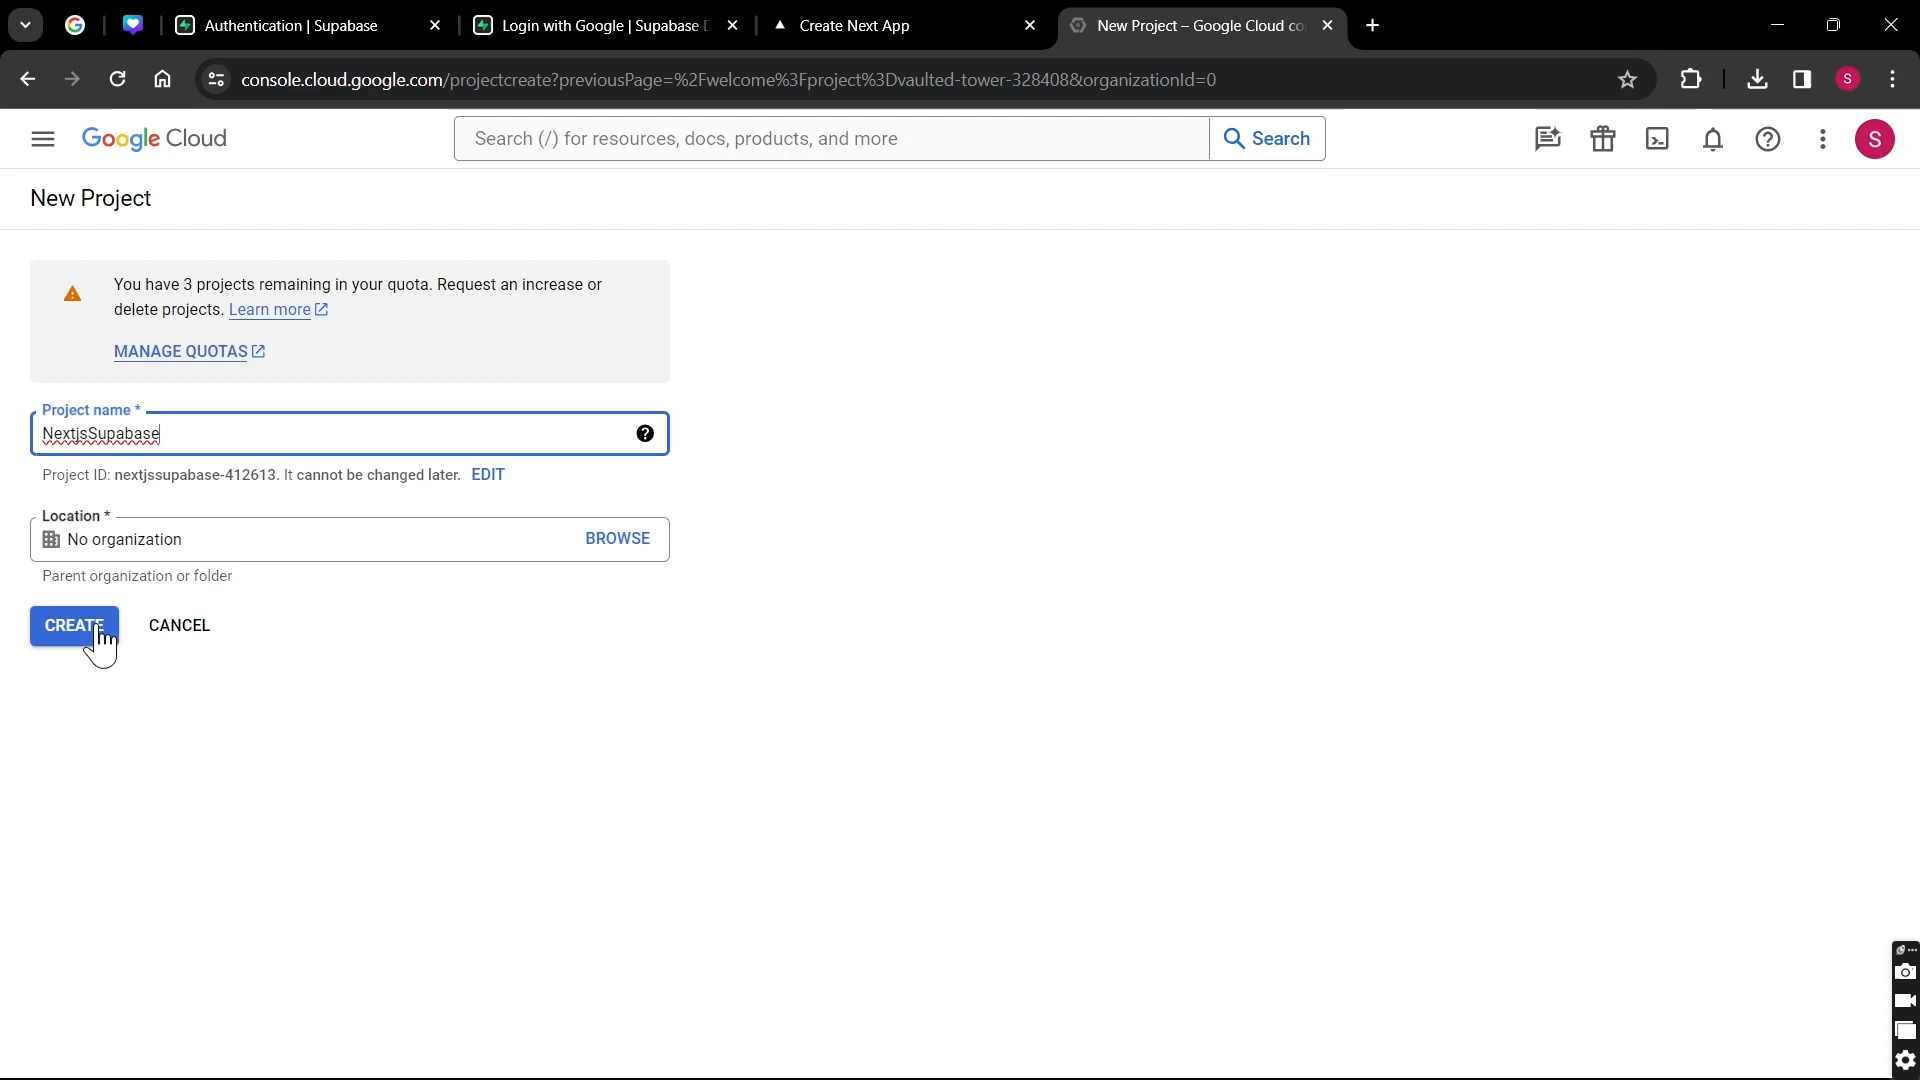 Authentication | Supabase
Login with Google | Supabase D
Create Next App
New Project – Google Cloud co
console.cloud.google.com/projectcreate?previousPage=%2Fwelcome%3Fproject%3Dvaulted-tower-328408&organizationId=0
S
Google Cloud
Search (/) for resources, docs, products, and more
Search
S
New Project
You have 3 projects remaining in your quota. Request an increase or
delete projects. Learn more
MANAGE QUOTAS
Project name *
NextjsSupabase
Project ID: nextjssupabase-412613. It cannot be changed later. EDIT
Location *
No organization
BROWSE
Parent organization or folder
CREATE
CANCEL